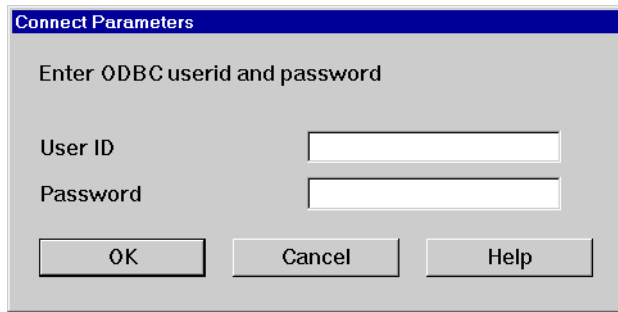 Connect Parameters
Enter ODBC userid and password
User ID
Password
OK Cancel Help